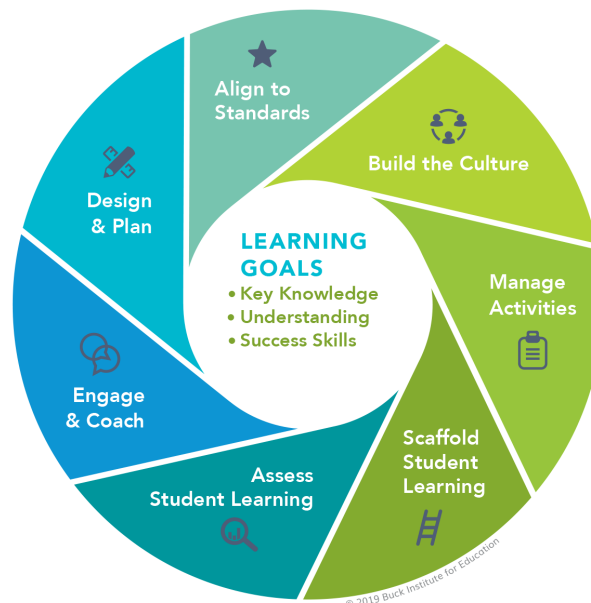 Align to
Standards
Build the Culture
Design
& Plan
LEARNING
GOALS
• Key Knowledge
• Understanding
• Success Skills
Manage
Activities
Engage
& Coach
Scaffold
Student
Learning
Assess
Student Learning
© 2019 Buck Institute for Education